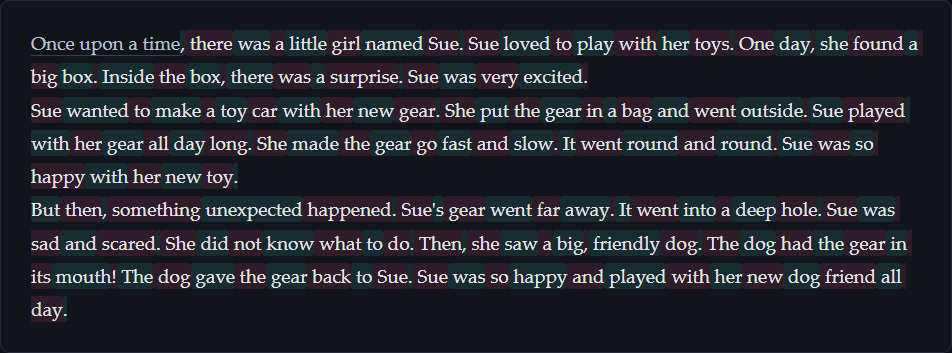 Once upon a time, there was a little girl named Sue. Sue loved to play with her toys. One day, she found a
big box. Inside the box, there was a surprise. Sue was very excited.
Sue wanted to make a toy car with her new gear. She put the gear in a bag and went outside. Sue played
with her gear all day long. She made the gear go fast and slow. It went round and round. Sue was so
happy with her new toy.
But then, something unexpected happened. Sue's gear went far away. It went into a deep hole. Sue was
sad and scared. She did not know what to do. Then, she saw a big, friendly dog. The dog had the gear in
its mouth! The dog gave the gear back to Sue. Sue was so happy and played with her new dog friend all
day.